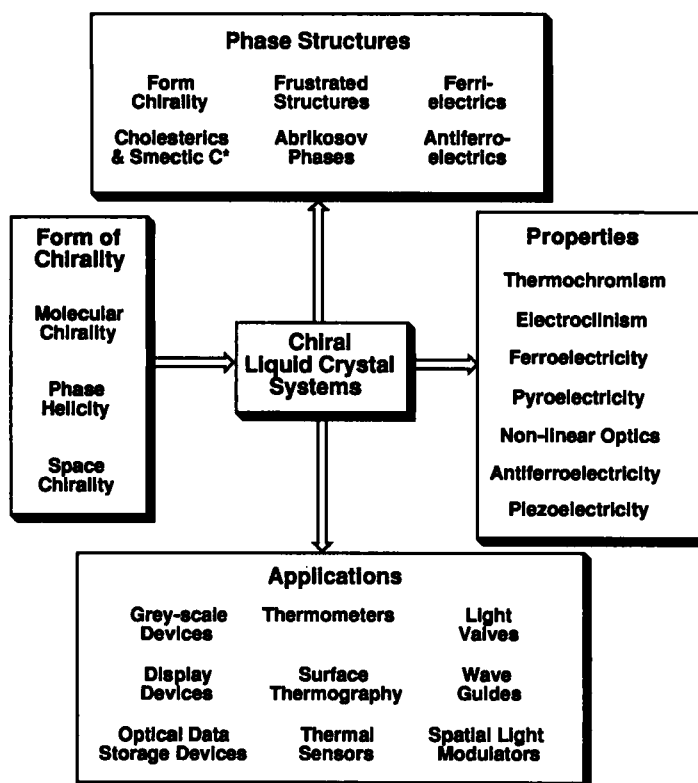 Phase Structures
Form
Chirality
Frustrated
Structures
Ferri-
electrics
Cholesterics
& Smectic C*
Abrikosov
Phases
Antiferro-
electrics
Form of
Chirality
Molecular
Chirality
Phase
Helicity
Space
Chirality
Chiral
Liquid Crystal
Systems
Properties
Thermochromism
Electroclinism
Ferroelectricity
Pyroelectricity
Non-linear Optics
Antiferroelectricity
Piezoelectricity
Applications
Grey-scale
Devices
Thermometers
Light
Valves
Display
Devices
Surface
Thermography
Wave
Guides
Optical Data
Storage Devices
Thermal
Sensors
Spatial Light
Modulators